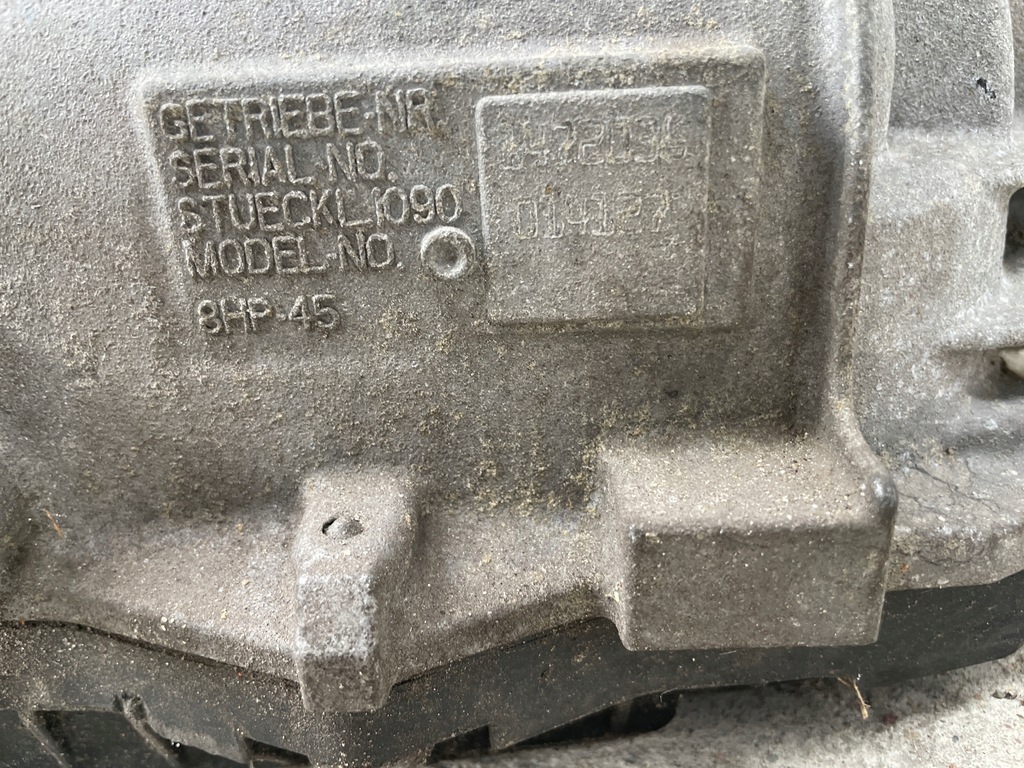 GETRIEBE-NR.
SERIAL-NO.
STUECKL.1090
MODEL-NO.
8HP-45